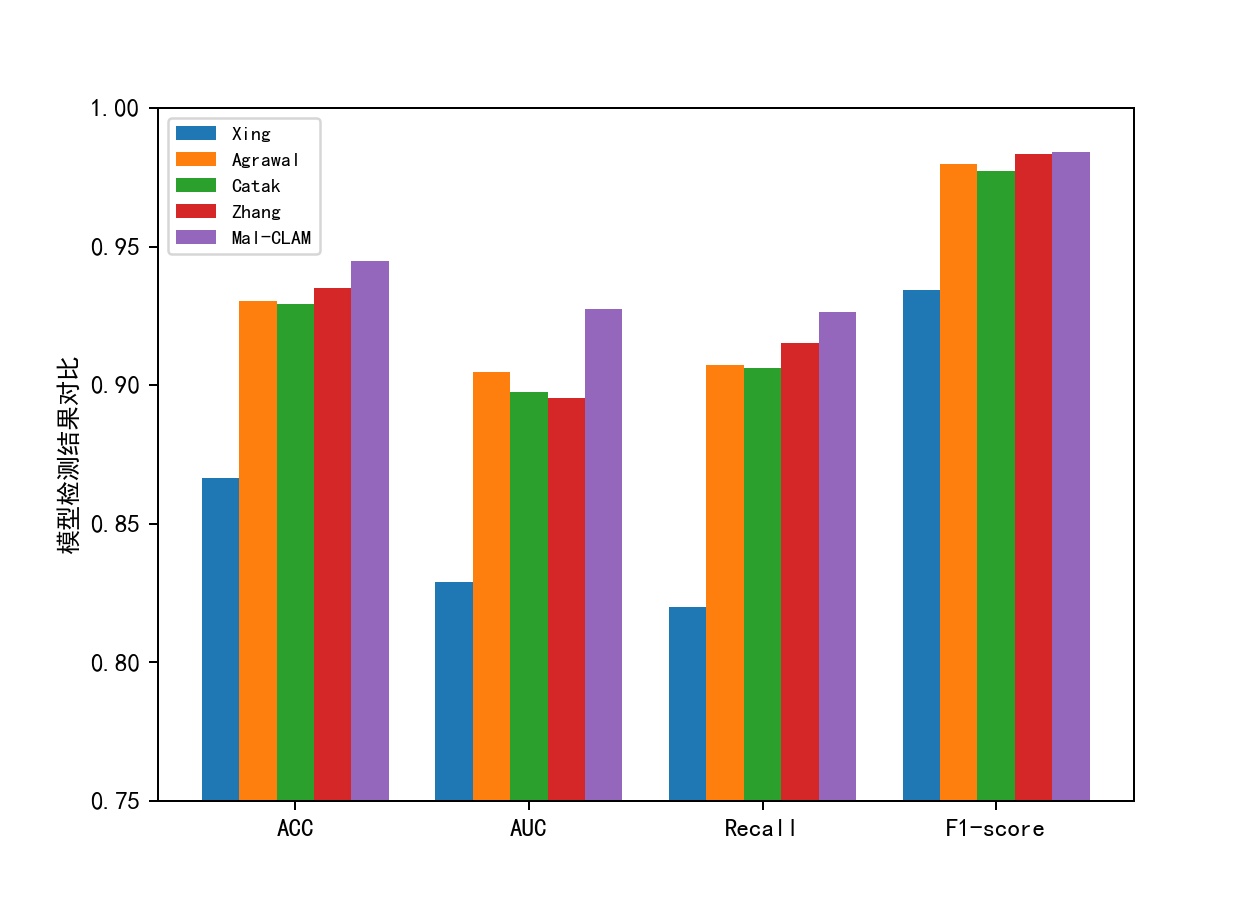 1.00
0.95
0.90
0.85
0.80
0.75
模型检测结果对比
Xing
Agrawal
Catak
Zhang
Mal-CLAM
ACC
AUC
Recall
F1-score